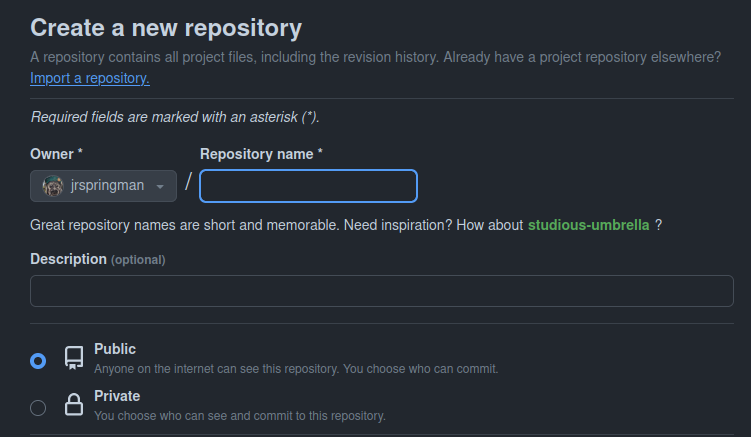 Create a new repository
A repository contains all project files, including the revision history. Already have a project repository elsewhere?
Import a repository.
Required fields are marked with an asterisk (*).
Owner * Repository name *
jrspringman /
Great repository names are short and memorable. Need inspiration? How about studious-umbrella ?
Description (optional)
Public
Anyone on the internet can see this repository. You choose who can commit.
Private
You choose who can see and commit to this repository.